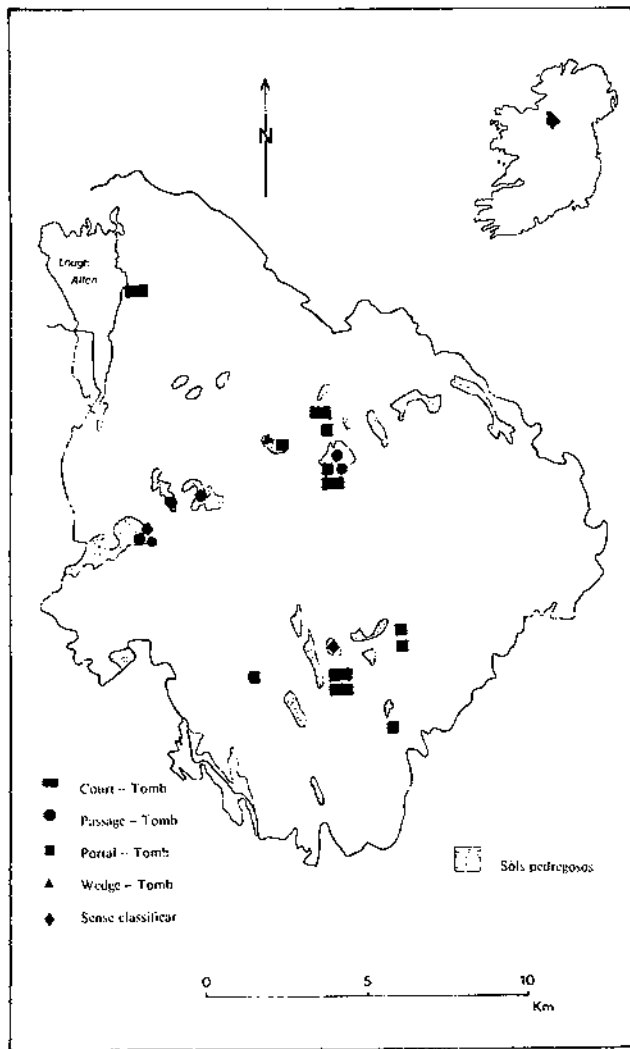 N
Lough
Allen
Court – Tomb
Passage – Tomb
Portal – Tomb
Wedge – Tomb
Sense classificar
Sòls pedregosos
0 5 10
Km